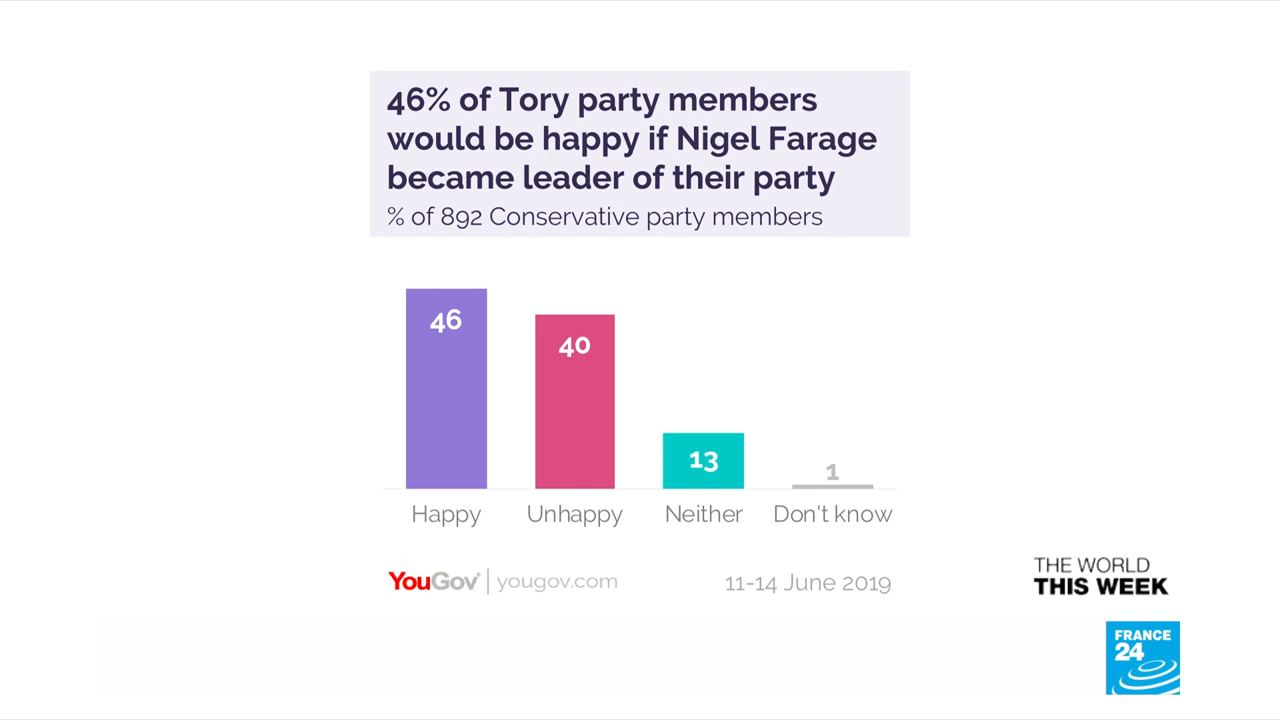 46% of Tory party members
would be happy if Nigel Farage
became leader of their party
% of 892 Conservative party members
46
40
13
1
Happy
Unhappy
Neither
Don't know
YouGov® | yougov.com
11-14 June 2019
THE WORLD
THIS WEEK
FRANCE
24